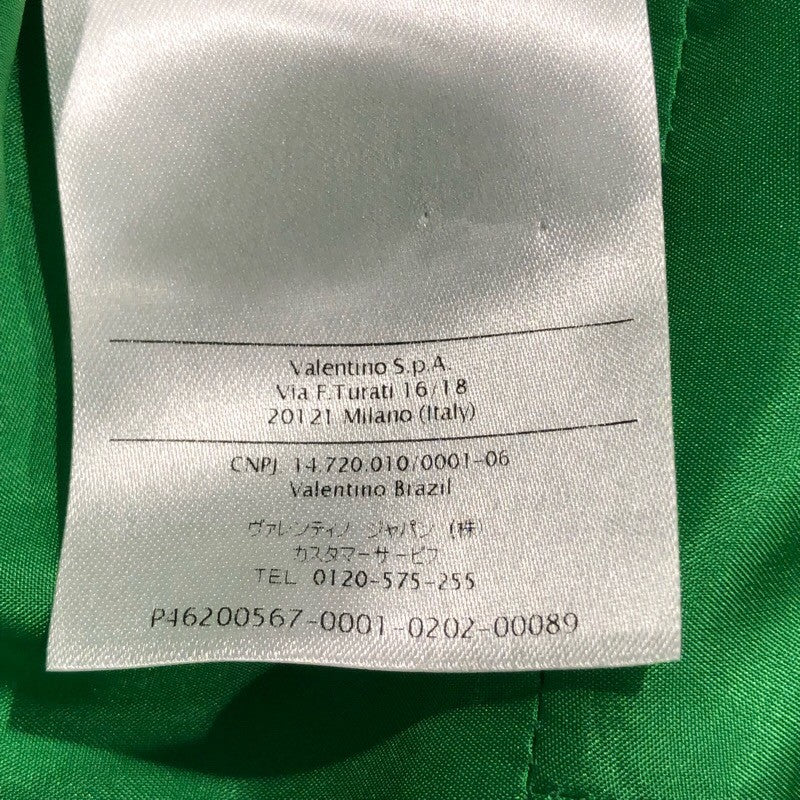 Valentino S.p.A.
Via F.Turati 16/18
20121 Milano (Italy)
CNPJ. 14.720.010/0001-06
Valentino Brazil
ヴァレンティノ ジャパン (株)
カスタマーサービス
TEL 0120-575-255
P46200567-0001-0202-00089